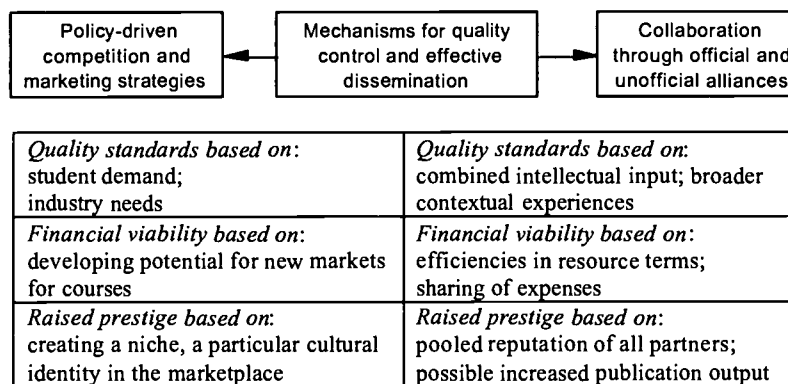 Policy-driven
competition and
marketing strategies
Mechanisms for quality
control and effective
dissemination
Collaboration
through official and
unofficial alliances
Quality standards based on:
student demand;
industry needs
Quality standards based on:
combined intellectual input; broader
contextual experiences
Financial viability based on:
developing potential for new markets
for courses
Financial viability based on:
efficiencies in resource terms;
sharing of expenses
Raised prestige based on:
creating a niche, a particular cultural
identity in the marketplace
Raised prestige based on:
pooled reputation of all partners;
possible increased publication output